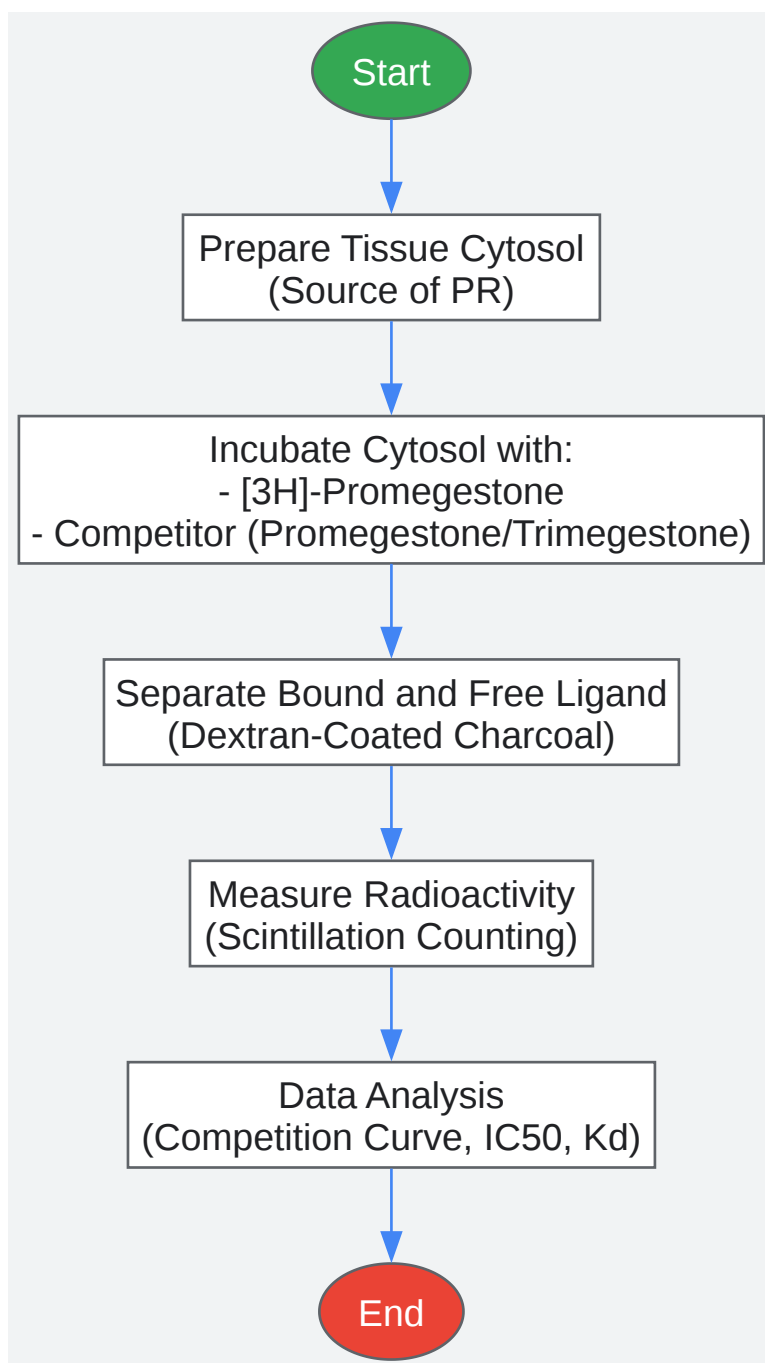 Start
Prepare Tissue Cytosol
(Source of PR)
Incubate Cytosol with:
- [3H]-Promegestone
- Competitor (Promegestone/Trimegestone)
Separate Bound and Free Ligand
(Dextran-Coated Charcoal)
Measure Radioactivity
(Scintillation Counting)
Data Analysis
(Competition Curve, IC50, Kd)
End